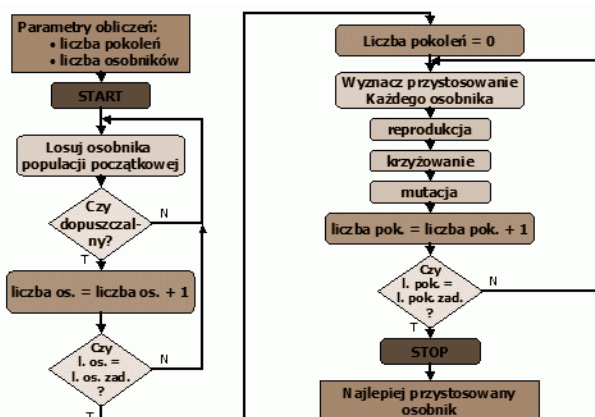 Parametry obliczeń:
• liczba pokoleń
• liczba osobników
START
Losuj osobnika
populacji początkowej
Czy
dopuszczal-
ny?
N
T
liczba os. = liczba os. + 1
Czy
l. os. =
l. os. zad.
?
N
T
Liczba pokoleń = 0
Wyznacz przystosowanie
Każdego osobnika
reprodukcja
krzyżowanie
mutacja
liczba pok. = liczba pok. + 1
Czy
l. pok. =
l. pok. zad.
?
N
T
STOP
Najlepiej przystosowany
osobnik